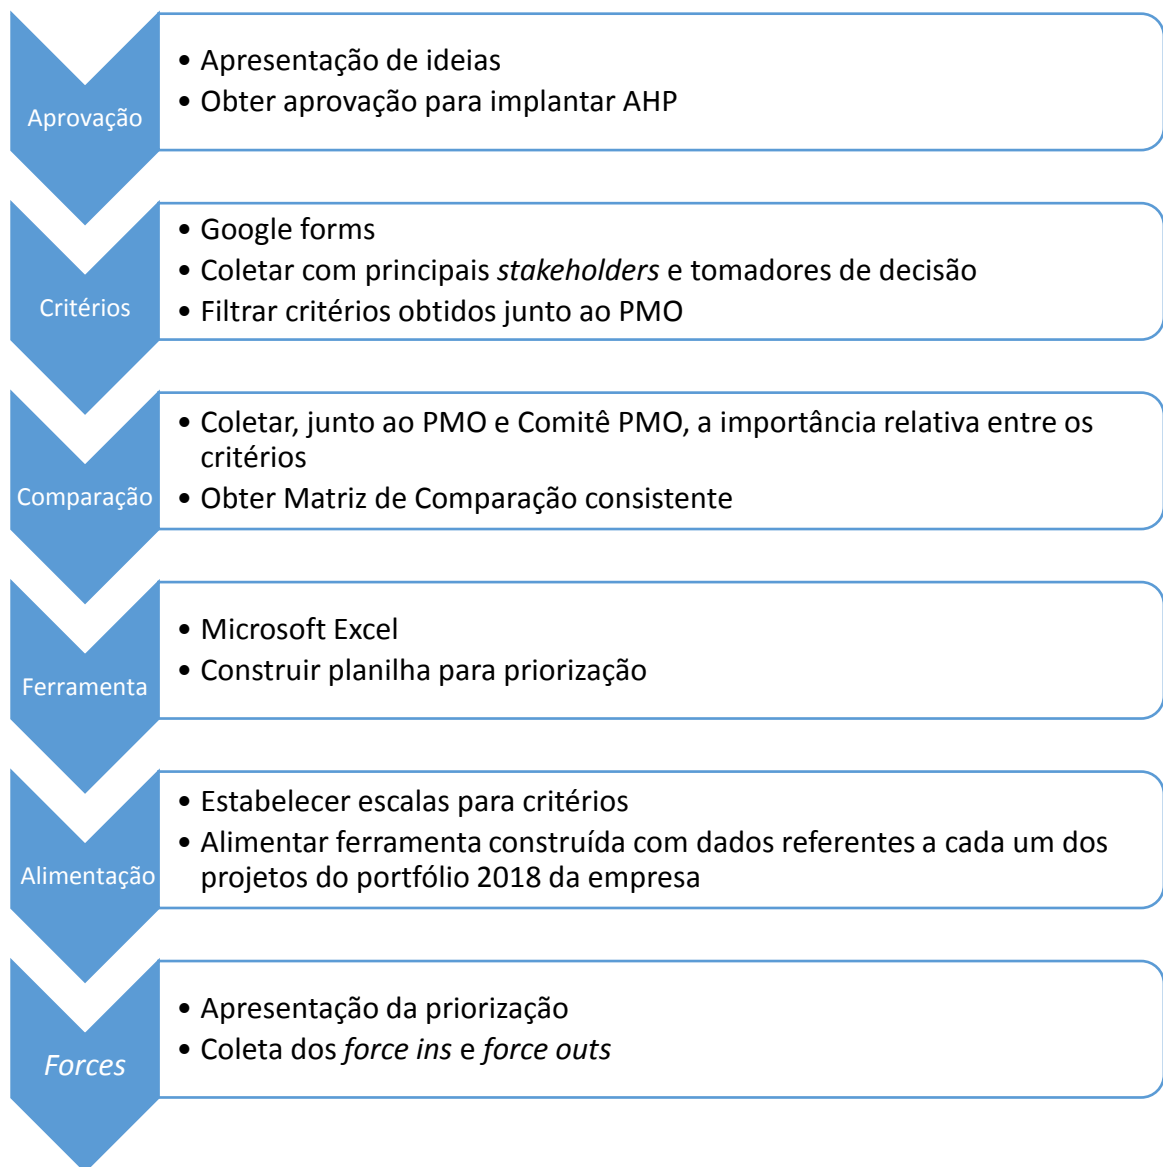 Aprovação
• Apresentação de ideias
• Obter aprovação para implantar AHP
Critérios
• Google forms
• Coletar com principais stakeholders e tomadores de decisão
• Filtrar critérios obtidos junto ao PMO
Comparação
• Coletar, junto ao PMO e Comitê PMO, a importância relativa entre os
critérios
• Obter Matriz de Comparação consistente
Ferramenta
• Microsoft Excel
• Construir planilha para priorização
Alimentação
• Estabelecer escalas para critérios
• Alimentar ferramenta construída com dados referentes a cada um dos
projetos do portfólio 2018 da empresa
Forces
• Apresentação da priorização
• Coleta dos force ins e force outs